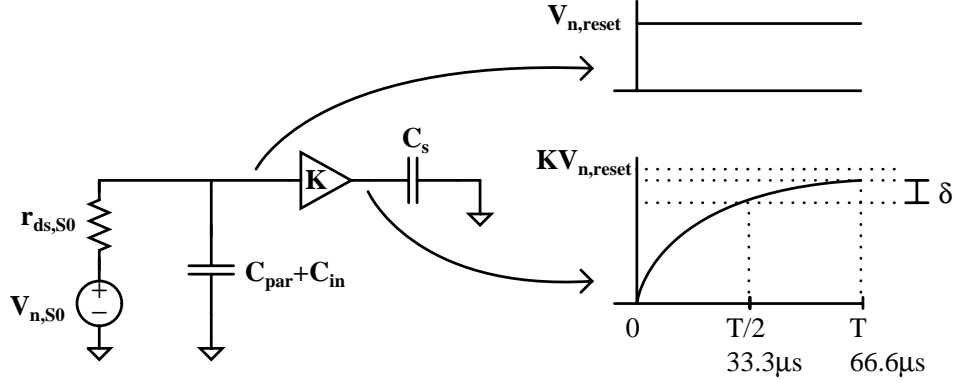 V_n,reset
C_s
K
KV_n,reset
δ
r_ds,S0
C_par+C_in
V_n,S0
+
−
0
T/2
T
33.3μs
66.6μs